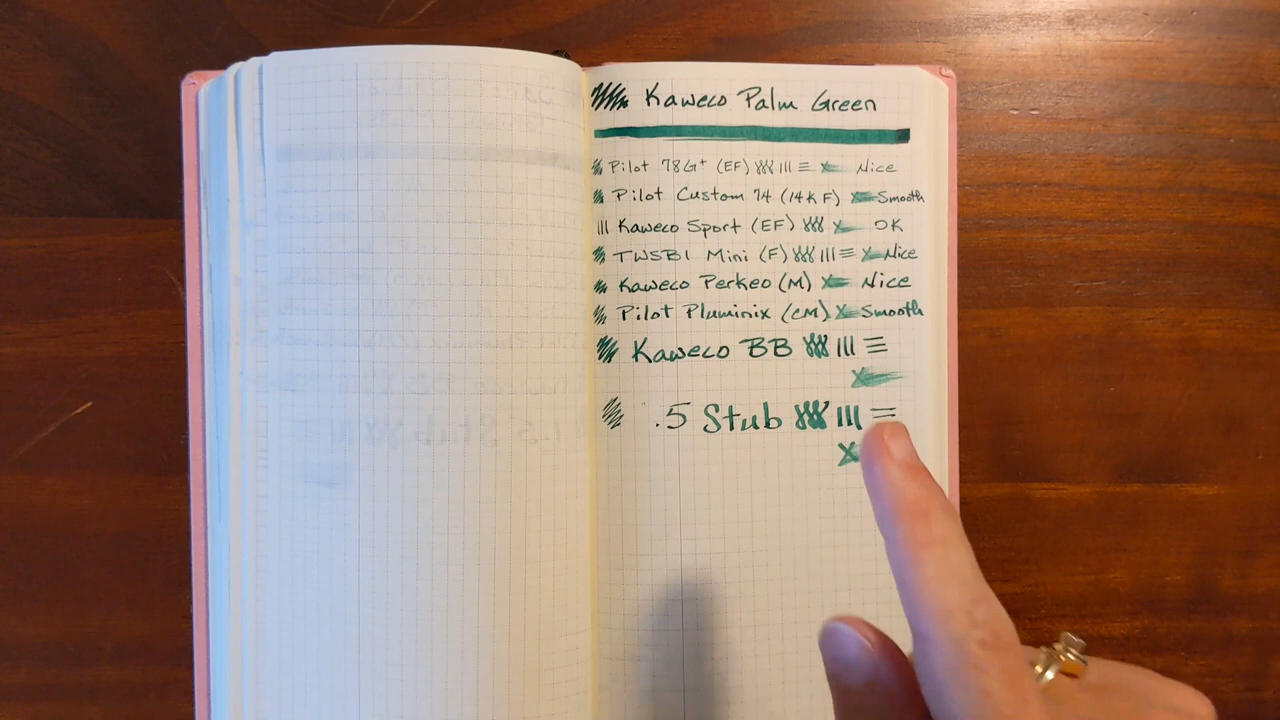 Kaweco Palm Green
Pilot 78G+ (EF) Nice
Pilot Custom 74 (14K F) Smooth
Kaweco Sport (EF) OK
TWSBI Mini (F) Nice
Kaweco Perkeo (M) Nice
Pilot Pluminix (CM) Smooth
Kaweco BB
.5 Stub